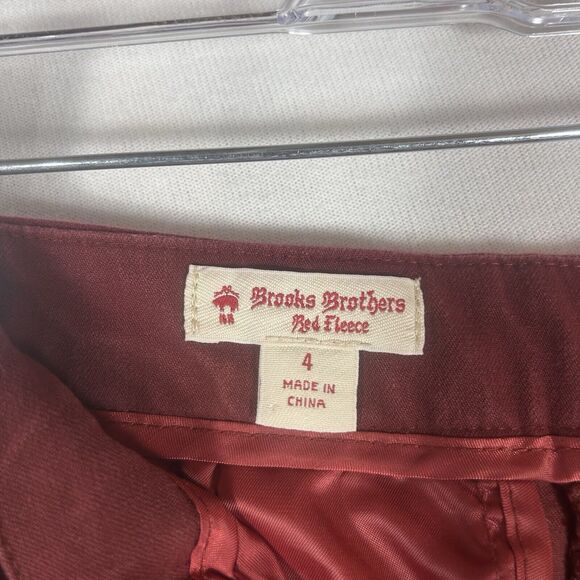 Brooks Brothers
Red Fleece
4
MADE IN
CHINA